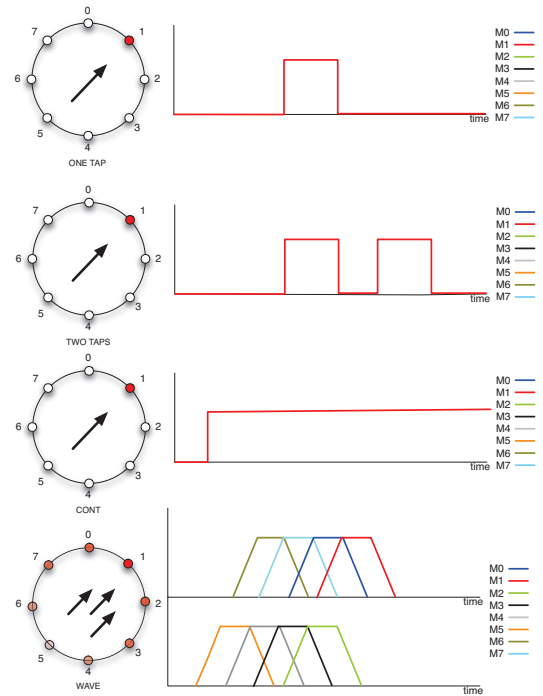 0
7
1
6
2
5
3
4
ONE TAP
time
M0
M1
M2
M3
M4
M5
M6
M7
0
7
1
6
2
5
3
4
TWO TAPS
time
M0
M1
M2
M3
M4
M5
M6
M7
0
7
1
6
2
5
3
4
CONT
time
M0
M1
M2
M3
M4
M5
M6
M7
0
7
1
6
2
5
3
4
WAVE
time
time
M0
M1
M2
M3
M4
M5
M6
M7